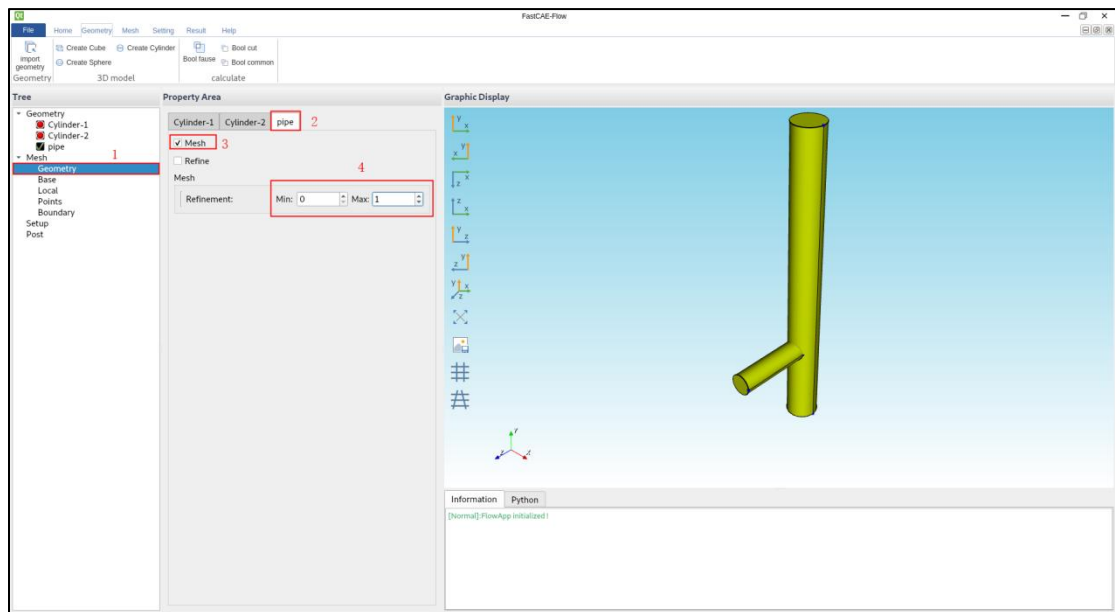 FastCAE-Flow
File Home Geometry Mesh Setting Result Help
import geometry
Create Cube Create Cylinder
Create Sphere
Bool fause
Bool cut
Bool common
Geometry 3D model calculate
Tree
Geometry
Cylinder-1
Cylinder-2
pipe
1
Mesh
Geometry
Base
Local
Points
Boundary
Setup
Post
Property Area
Cylinder-1 Cylinder-2 pipe 2
Mesh 3
Refine
4
Mesh
Refinement: Min: 0 Max: 1
Graphic Display
Y X
X Y
Z X
Z X
Y Z
Z Y
Y X Z
Y Z X
Information Python
[Normal]:FlowApp initialized !